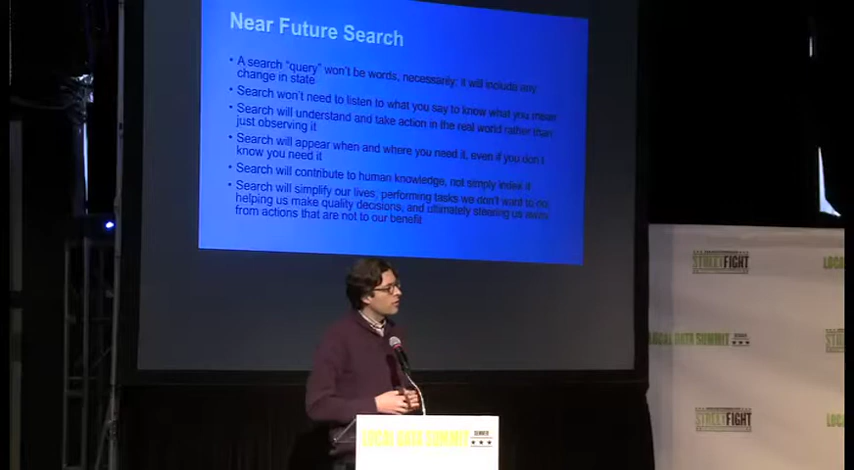 Near Future Search
• A search "query" won't be words, necessarily: it will include any
change in state
• Search won't need to listen to what you say to know what you mean
• Search will understand and take action in the real world rather than
just observing it
• Search will appear when and where you need it, even if you don't
know you need it
• Search will contribute to human knowledge, not simply index it
• Search will simplify our lives, performing tasks we don't want to do,
helping us make quality decisions, and ultimately steering us away
from actions that are not to our benefit
STREET FIGHT
LOCAL
LOCAL DATA SUMMIT
STREET FIGHT
LOCAL DATA SUMMIT